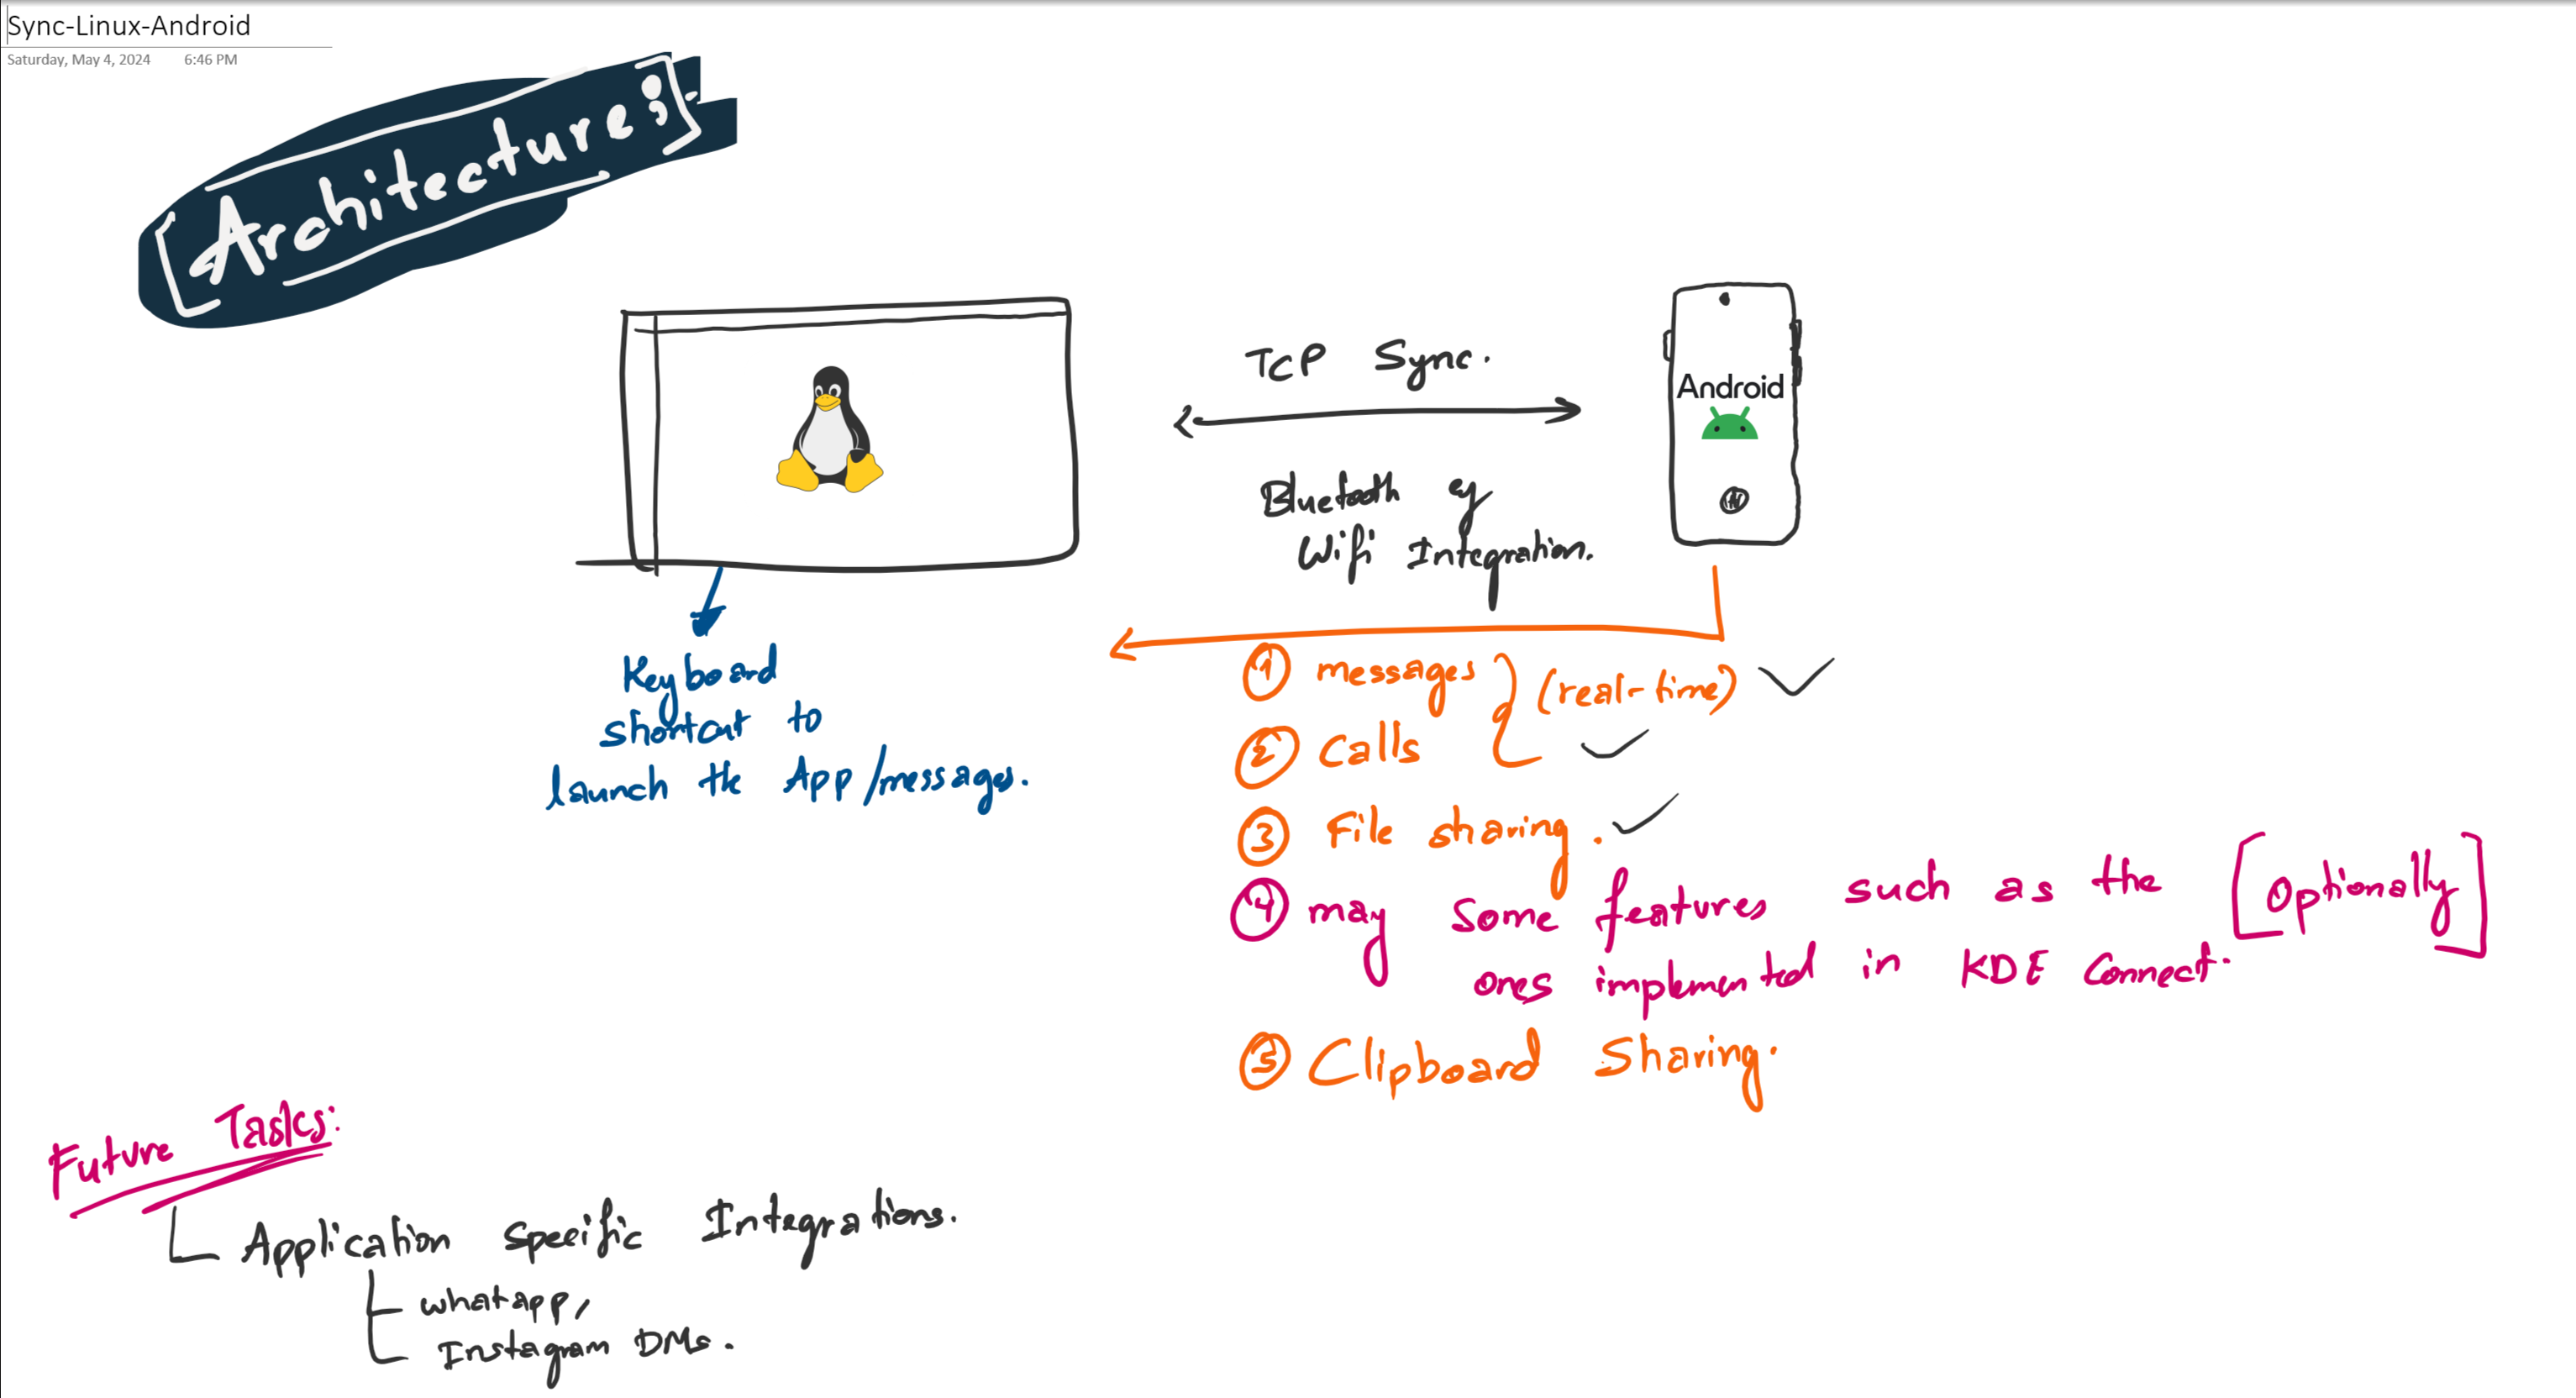 Sync-Linux-Android
Saturday, May 4, 2024 6:46 PM
[Architecture:].
TCP Sync.
Android
Bluetooth &
Wifi Integration.
Keyboard
shortcut to
launch the App/messages.
① messages } (real-time) ✓
② Calls ✓
③ File sharing. ✓
④ may some features such as the [Optionally]
ones implemented in KDE Connect.
⑤ Clipboard Sharing.
Future Tasks:
Application Specific Integrations.
whatapp,
Instagram DMs.